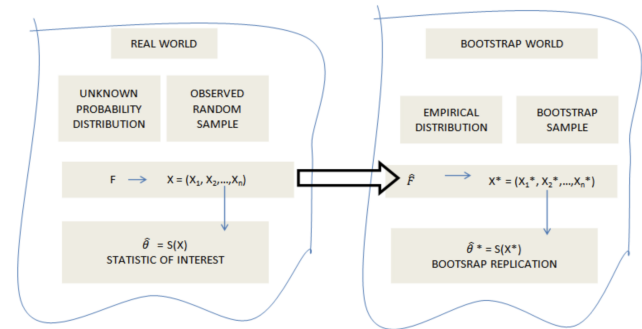 REAL WORLD
UNKNOWN
PROBABILITY
DISTRIBUTION
OBSERVED
RANDOM
SAMPLE
F → X = (X₁, X₂,...,Xₙ)
θ̂ = S(X)
STATISTIC OF INTEREST
BOOTSTRAP WORLD
EMPIRICAL
DISTRIBUTION
BOOTSTRAP
SAMPLE
F̂ → X* = (X₁*, X₂*,...,Xₙ*)
θ̂ * = S(X*)
BOOTSRAP REPLICATION